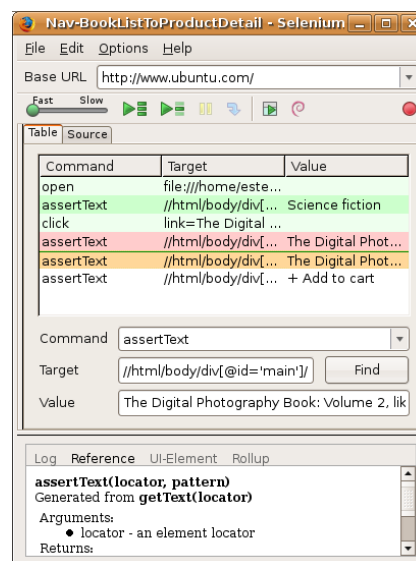 Nav-BookListToProductDetail - Selenium
File Edit Options Help
Base URL http://www.ubuntu.com/
Fast Slow
Table Source
Command Target Value
open file:///home/este...
assertText //html/body/div[... Science fiction
click link=The Digital ...
assertText //html/body/div[... The Digital Phot...
assertText //html/body/div[... The Digital Phot...
assertText //html/body/div[... + Add to cart
Command assertText
Target //html/body/div[@id='main']/ Find
Value The Digital Photography Book: Volume 2, lik
Log Reference UI-Element Rollup
assertText(locator, pattern)
Generated from getText(locator)
Arguments:
● locator - an element locator
Returns: